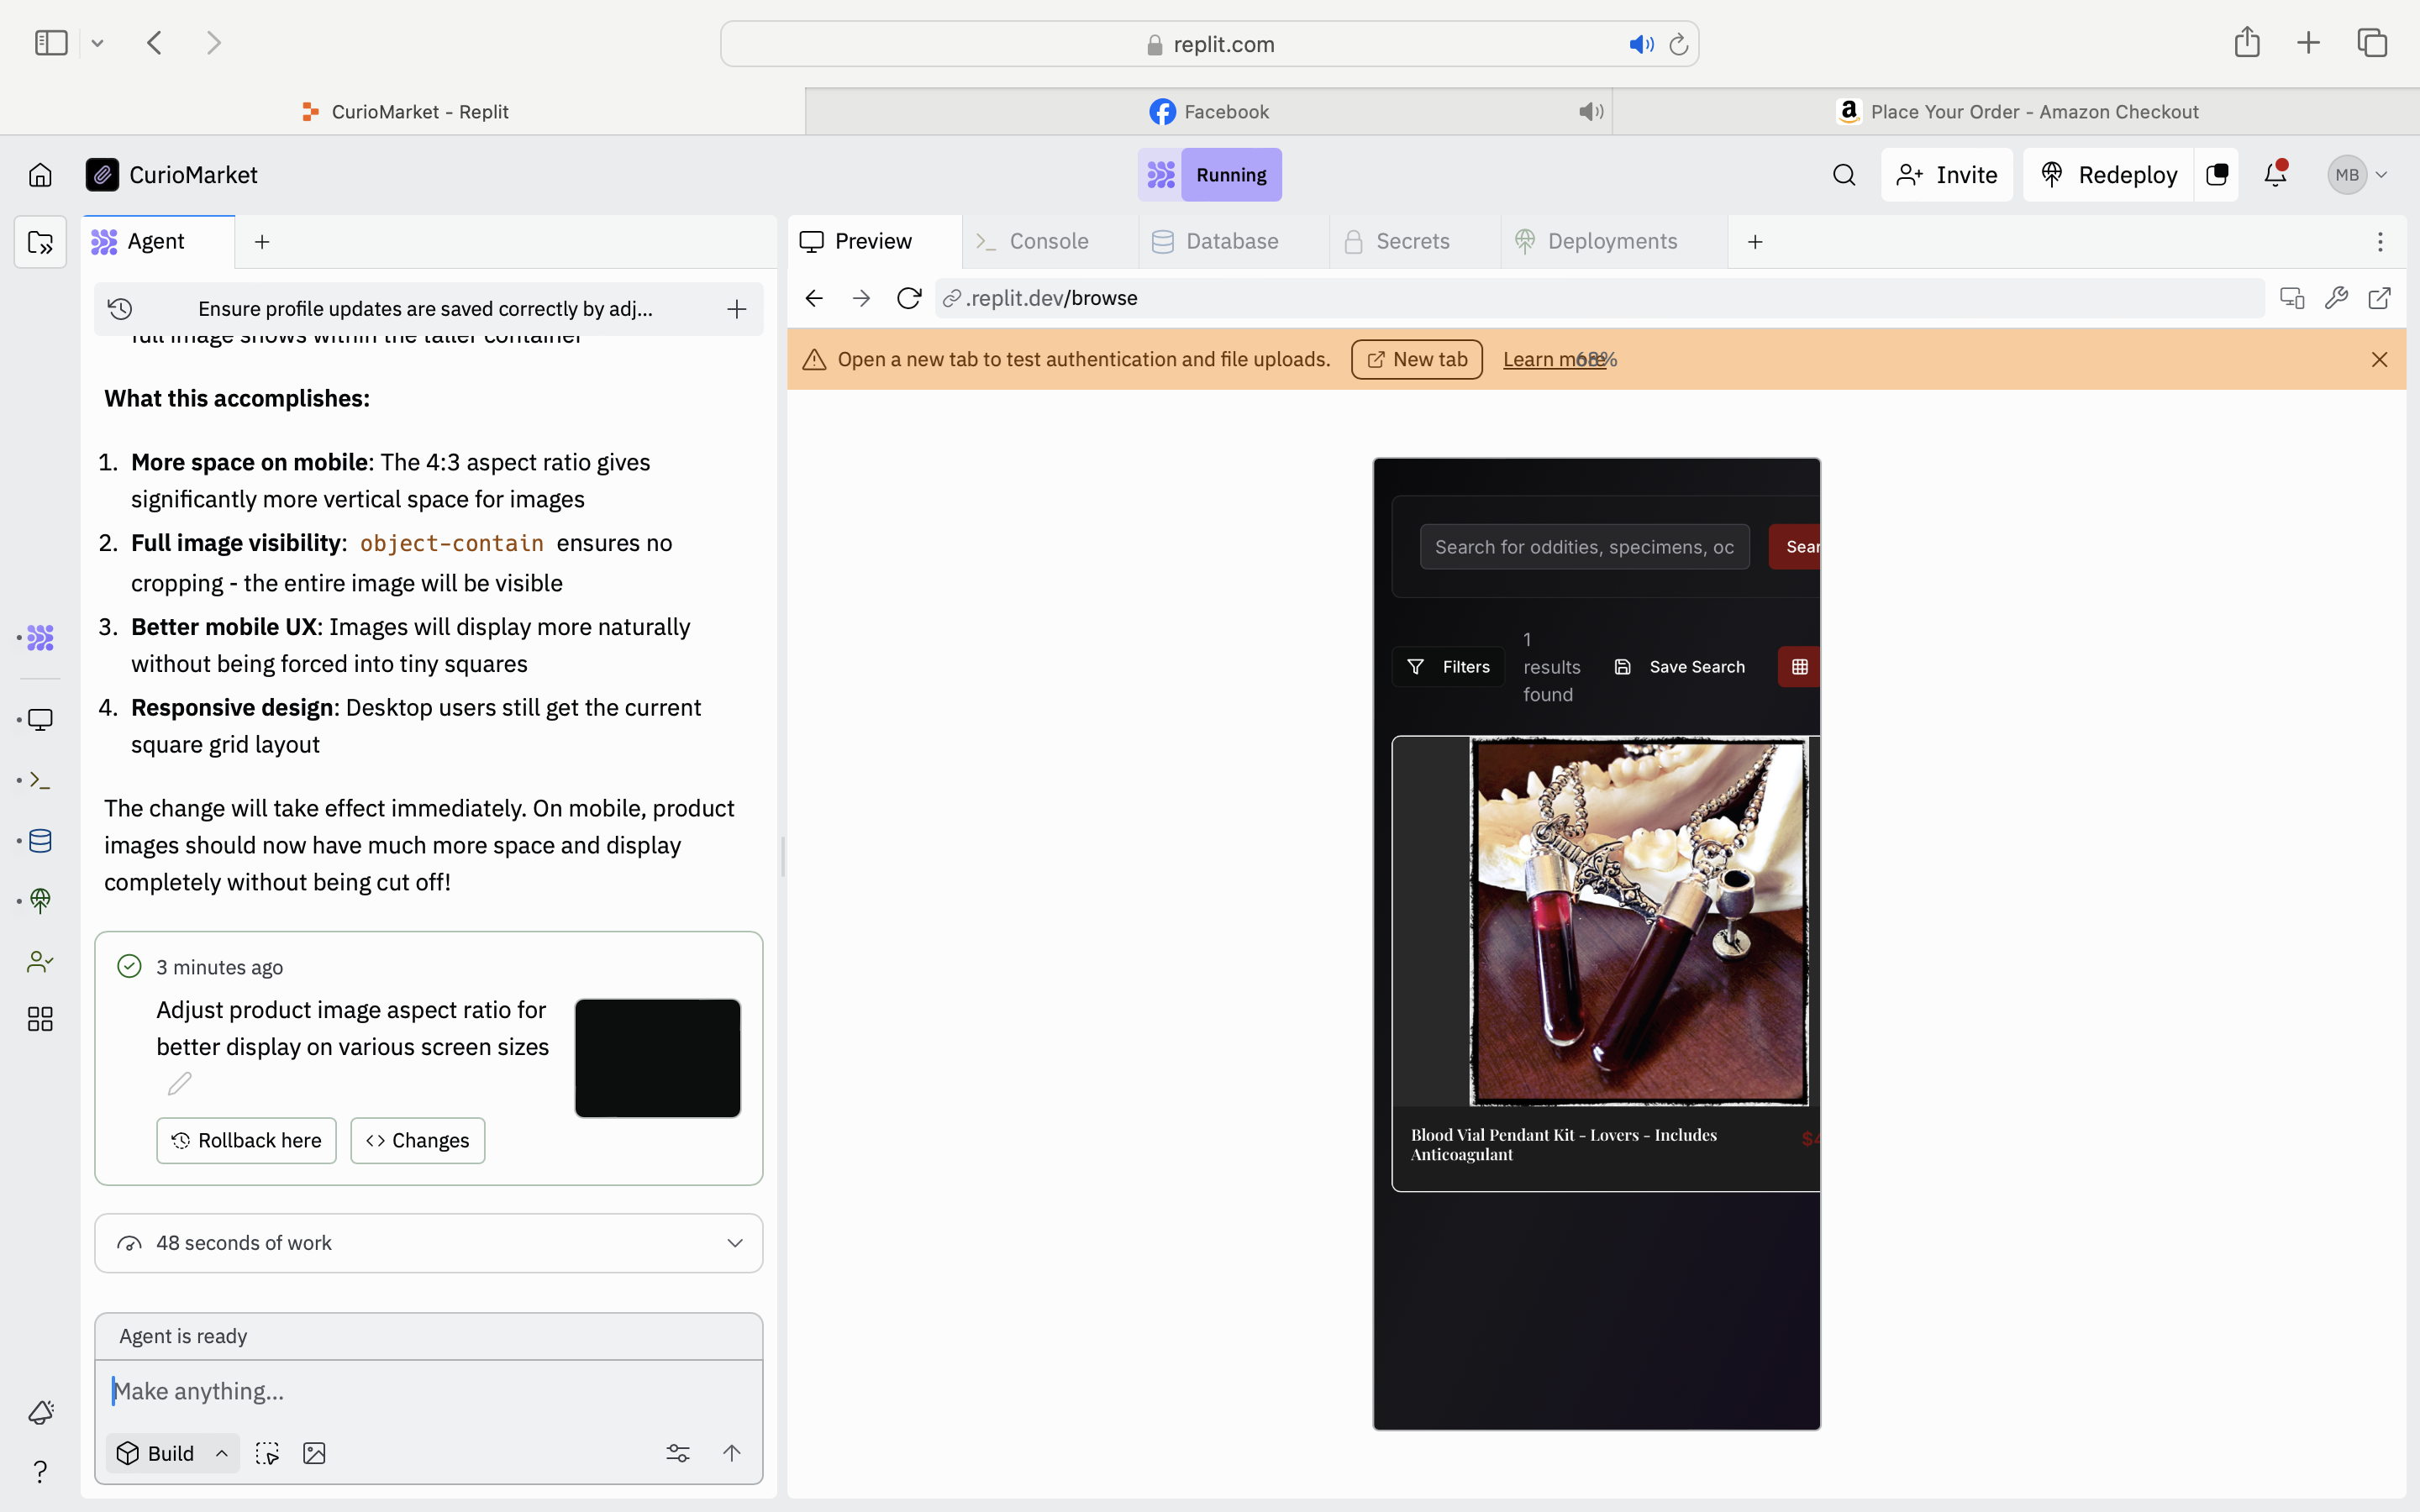 replit.com
CurioMarket - Replit
Facebook
Place Your Order - Amazon Checkout
CurioMarket
Running
Invite
Redeploy
MB
Agent
Preview
Console
Database
Secrets
Deployments
Ensure profile updates are saved correctly by adj...
.replit.dev/browse
full image shows within the taller container
Open a new tab to test authentication and file uploads.
New tab
Learn more
68%
What this accomplishes:
1. More space on mobile: The 4:3 aspect ratio gives
significantly more vertical space for images
2. Full image visibility: object-contain ensures no
cropping - the entire image will be visible
3. Better mobile UX: Images will display more naturally
without being forced into tiny squares
4. Responsive design: Desktop users still get the current
square grid layout
The change will take effect immediately. On mobile, product
images should now have much more space and display
completely without being cut off!
3 minutes ago
Adjust product image aspect ratio for
better display on various screen sizes
Rollback here
Changes
48 seconds of work
Agent is ready
Make anything...
Build
?
Search for oddities, specimens, oc
Sear
Filters
1
results
found
Save Search
Blood Vial Pendant Kit - Lovers - Includes
Anticoagulant
$4